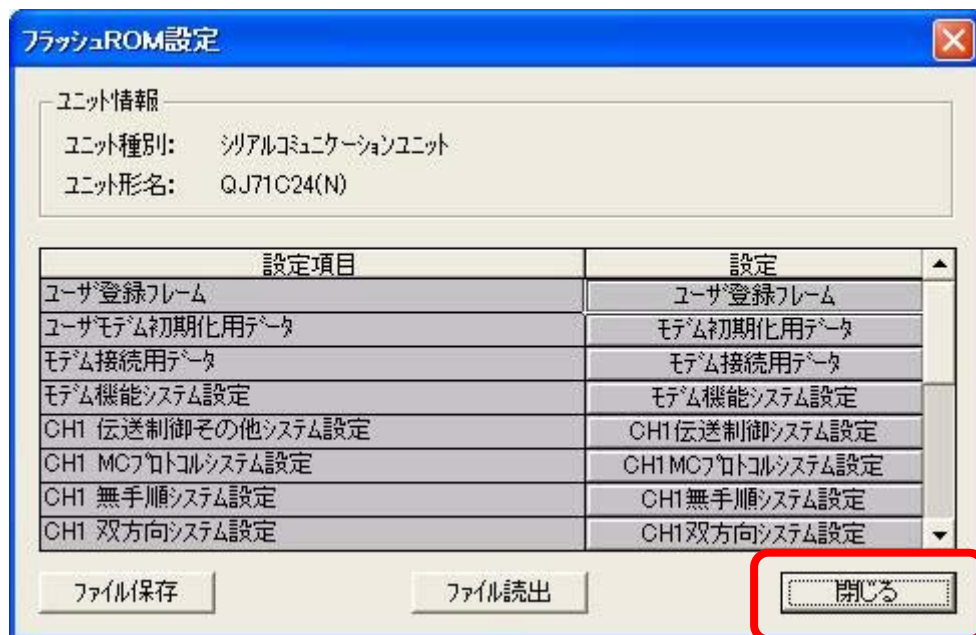 フラッシュROM設定
ユニット情報
ユニット種別: シリアルコミュニケーションユニット
ユニット形名: QJ71C24(N)
設定項目 設定
ユーザ登録フレーム ユーザ登録フレーム
ユーザモデム初期化用データ モデム初期化用データ
モデム接続用データ モデム接続用データ
モデム機能システム設定 モデム機能システム設定
CH1 伝送制御その他システム設定 CH1伝送制御システム設定
CH1 MCプロトコルシステム設定 CH1MCプロトコルシステム設定
CH1 無手順システム設定 CH1無手順システム設定
CH1 双方向システム設定 CH1双方向システム設定
ファイル保存 ファイル読出 閉じる